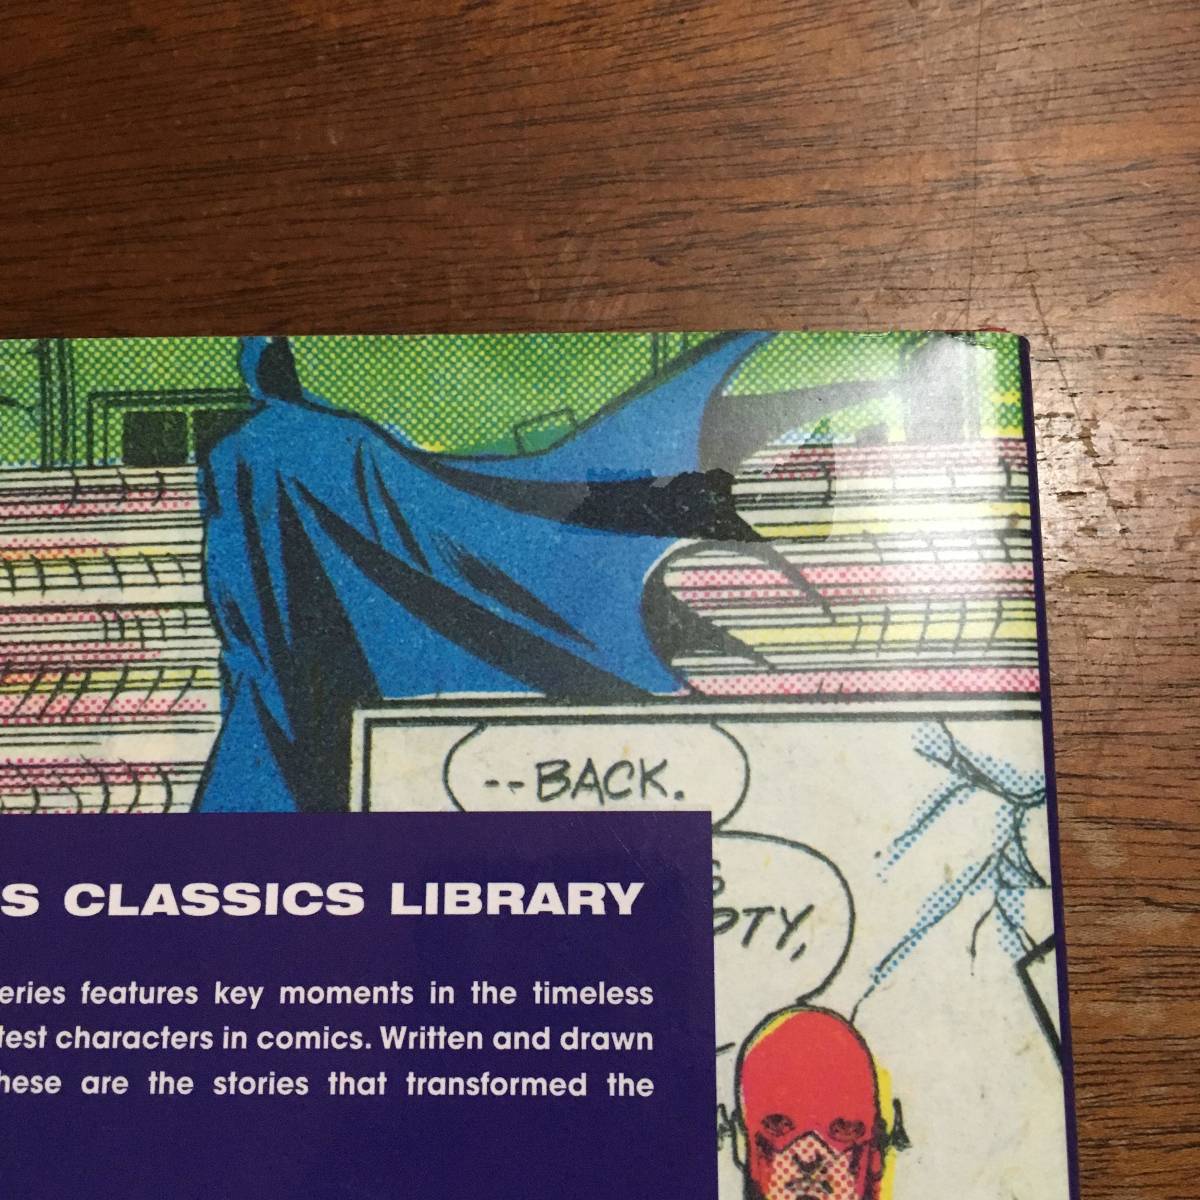 --BACK.
S CLASSICS LIBRARY
eries features key moments in the timeless
test characters in comics. Written and drawn
hese are the stories that transformed the